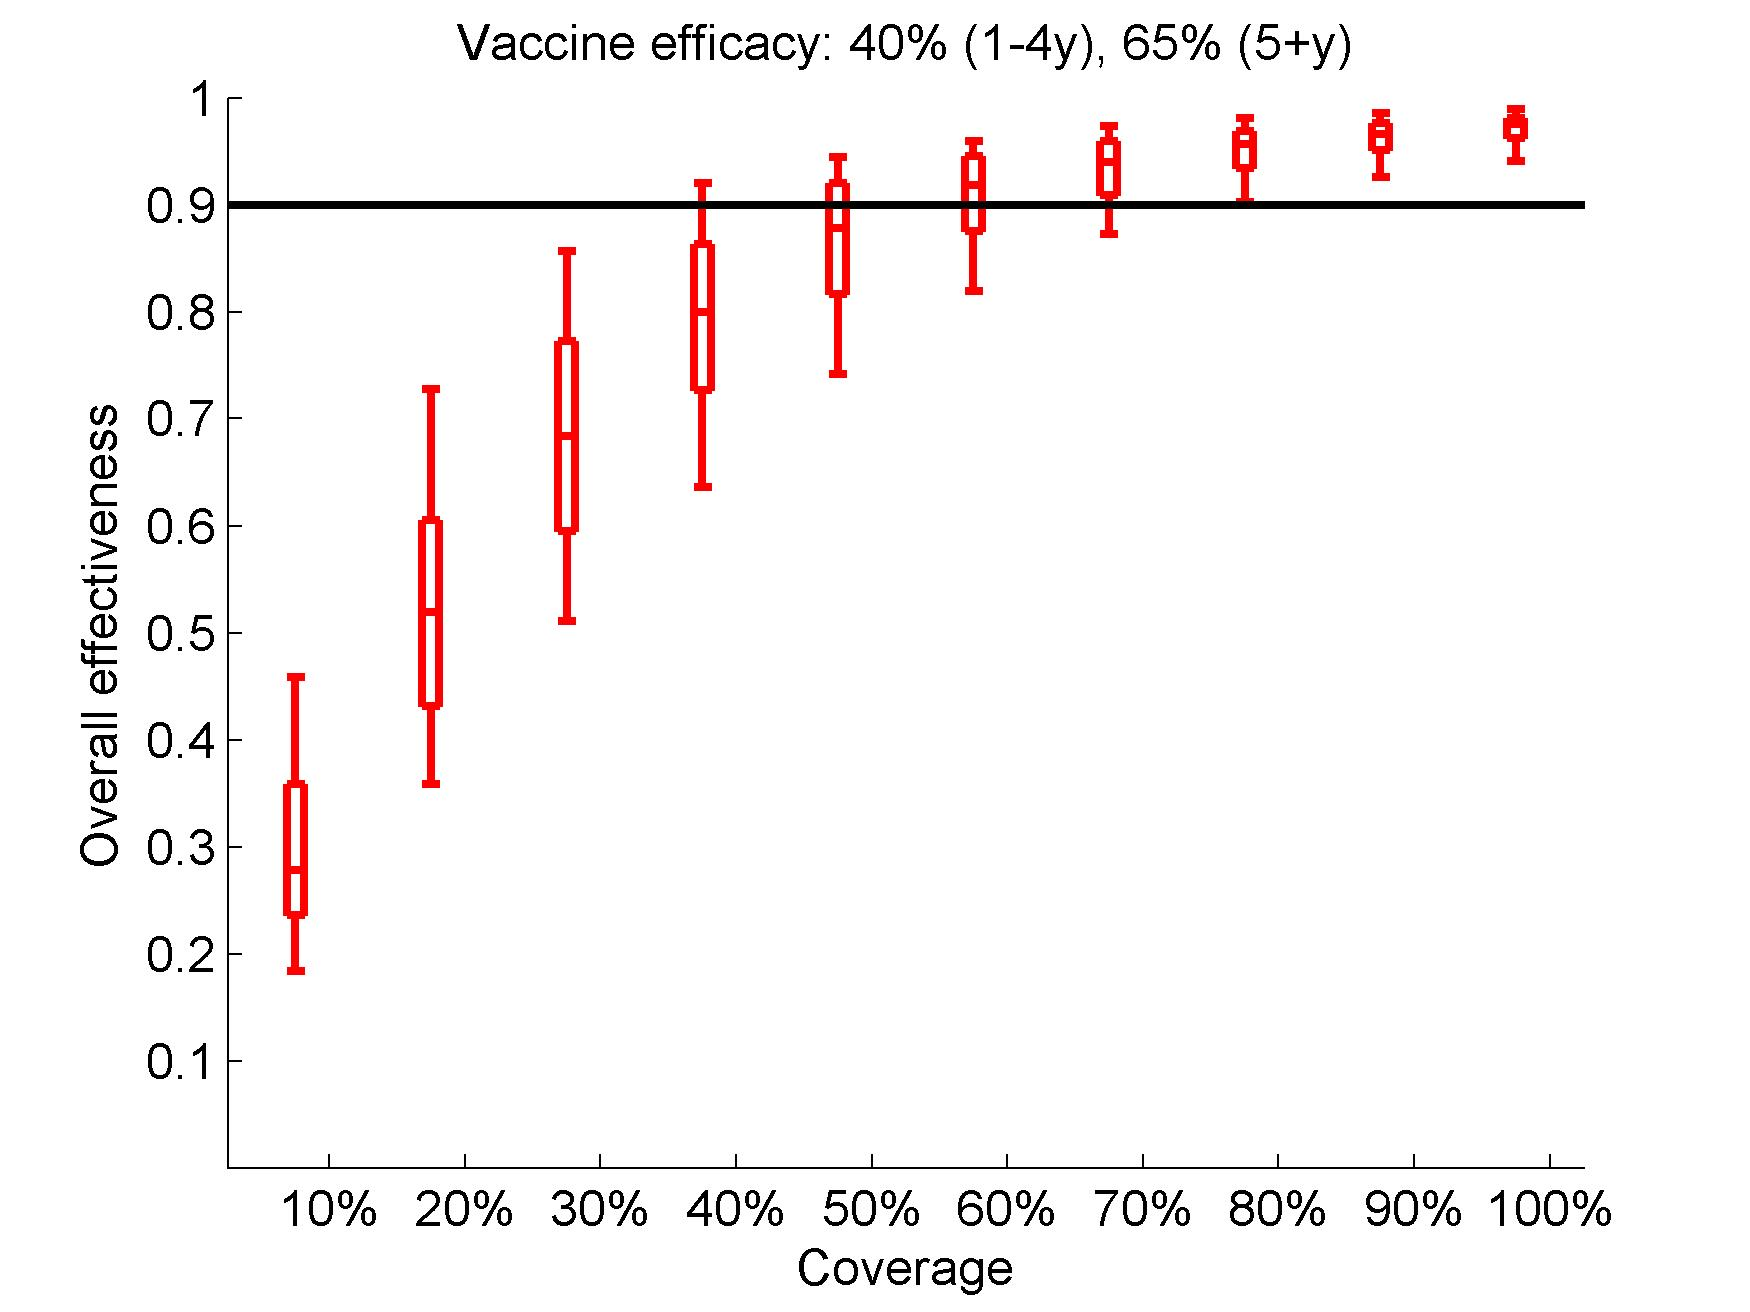 Vaccine efficacy: 40% (1-4y), 65% (5+y)
1
0.9
0.8
0.7
0.6
0.5
0.4
0.3
0.2
0.1
Overall effectiveness
10% 20% 30% 40% 50% 60% 70% 80% 90% 100%
Coverage